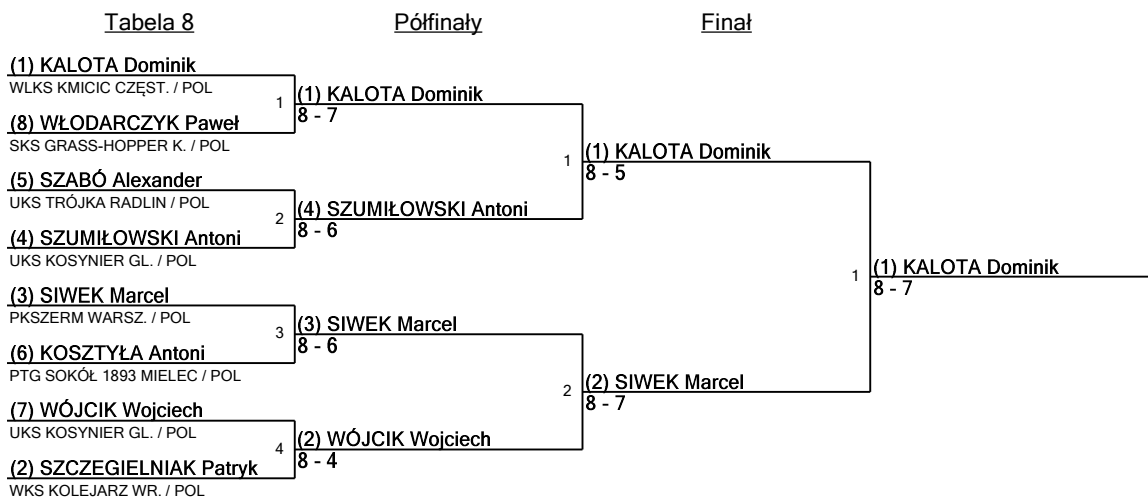 Tabela 8
Półfinały
Finał
(1) KALOTA Dominik
WLKS KMICIC CZĘST. / POL
1
(8) WŁODARCZYK Paweł
SKS GRASS-HOPPER K. / POL
(5) SZABÓ Alexander
UKS TRÓJKA RADLIN / POL
2
(4) SZUMIŁOWSKI Antoni
UKS KOSYNIER GL. / POL
(3) SIWEK Marcel
PKSZERM WARSZ. / POL
3
(6) KOSZTYŁA Antoni
PTG SOKÓŁ 1893 MIELEC / POL
(7) WÓJCIK Wojciech
UKS KOSYNIER GL. / POL
4
(2) SZCZEGIELNIAK Patryk
WKS KOLEJARZ WR. / POL
(1) KALOTA Dominik
8 - 7
1
(4) SZUMIŁOWSKI Antoni
8 - 6
(3) SIWEK Marcel
8 - 6
2
(2) WÓJCIK Wojciech
8 - 4
(1) KALOTA Dominik
8 - 5
1
(2) SIWEK Marcel
8 - 7
(1) KALOTA Dominik
8 - 7